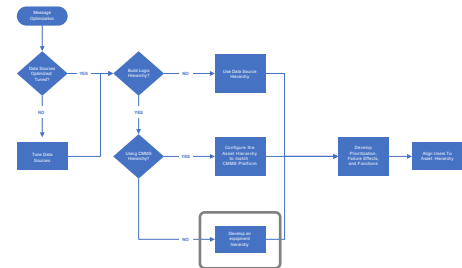 Message
Optimization
Data Sources
Optimized
Tuned?
YES
Build Logix
Hierarchy?
NO
Use Data Source
Hierarchy
NO
YES
Tune Data
Sources
Using CMMS
Hierarchy?
YES
Configure the
Asset Hierarchy
to match
CMMS Platform
Develop
Prioritization,
Failure Effects,
and Functions
Align Users To
Asset Hierarchy
NO
Develop an
equipment
hierarchy